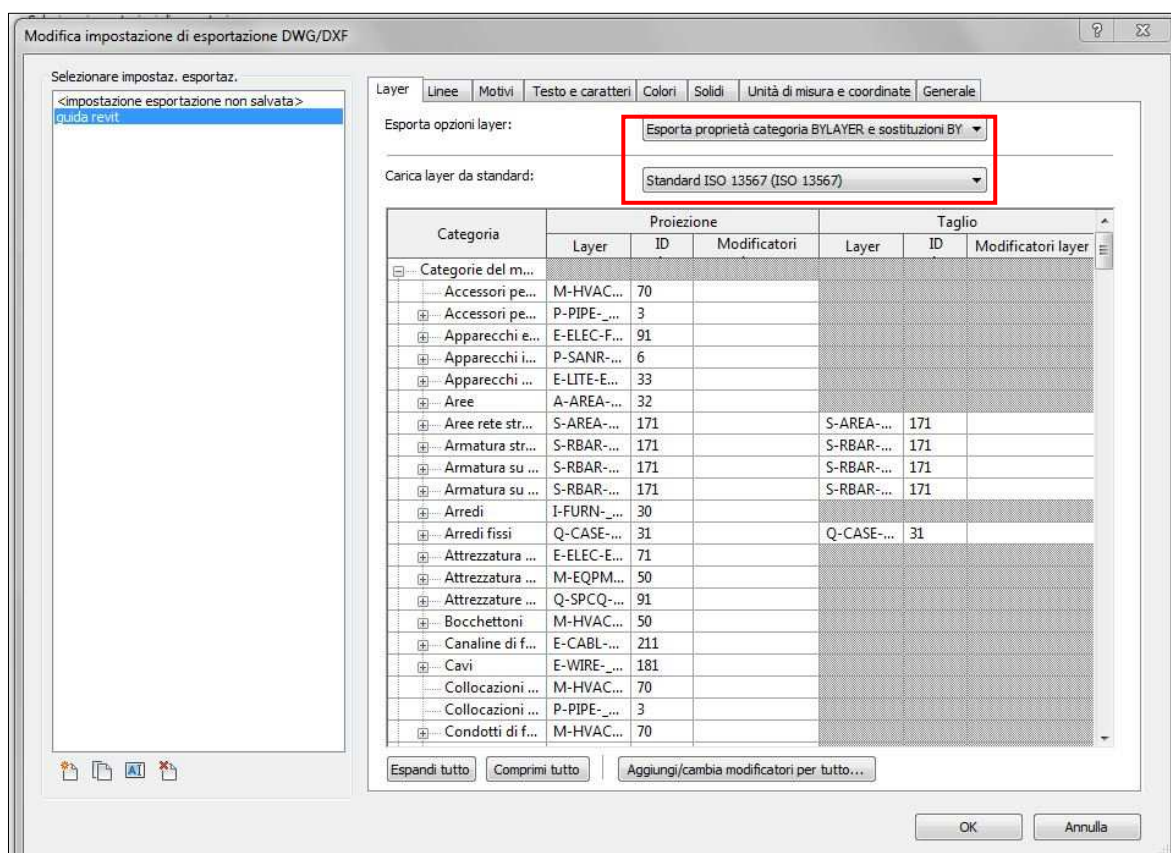 Modifica impostazione di esportazione DWG/DXF
Selezionare impostaz. esportaz.
<impostazione esportazione non salvata>
guida revit
Layer Linee Motivi Testo e caratteri Colori Solidi Unità di misura e coordinate Generale
Esporta opzioni layer: Esporta proprietà categoria BYLAYER e sostituzioni BY
Carica layer da standard: Standard ISO 13567 (ISO 13567)
Categoria Proiezione Taglio
Layer ID Modificatori Layer ID Modificatori layer
Categorie del m...
Accessori pe... M-HVAC... 70
Accessori pe... P-PIPE-_... 3
Apparecchi e... E-ELEC-F... 91
Apparecchi i... P-SANR-... 6
Apparecchi ... E-LITE-E... 33
Aree A-AREA-... 32
Aree rete str... S-AREA-... 171 S-AREA-... 171
Armatura str... S-RBAR-... 171 S-RBAR-... 171
Armatura su ... S-RBAR-... 171 S-RBAR-... 171
Armatura su ... S-RBAR-... 171 S-RBAR-... 171
Arredi I-FURN-_... 30
Arredi fissi Q-CASE-... 31 Q-CASE-... 31
Attrezzatura ... E-ELEC-E... 71
Attrezzatura ... M-EQPM... 50
Attrezzature ... Q-SPCQ-... 91
Bocchettoni M-HVAC... 50
Canaline di f... E-CABL-... 211
Cavi E-WIRE-_... 181
Collocazioni ... M-HVAC... 70
Collocazioni ... P-PIPE-_... 3
Condotti di f... M-HVAC... 70
Espandi tutto Comprimi tutto Aggiungi/cambia modificatori per tutto...
OK Annulla